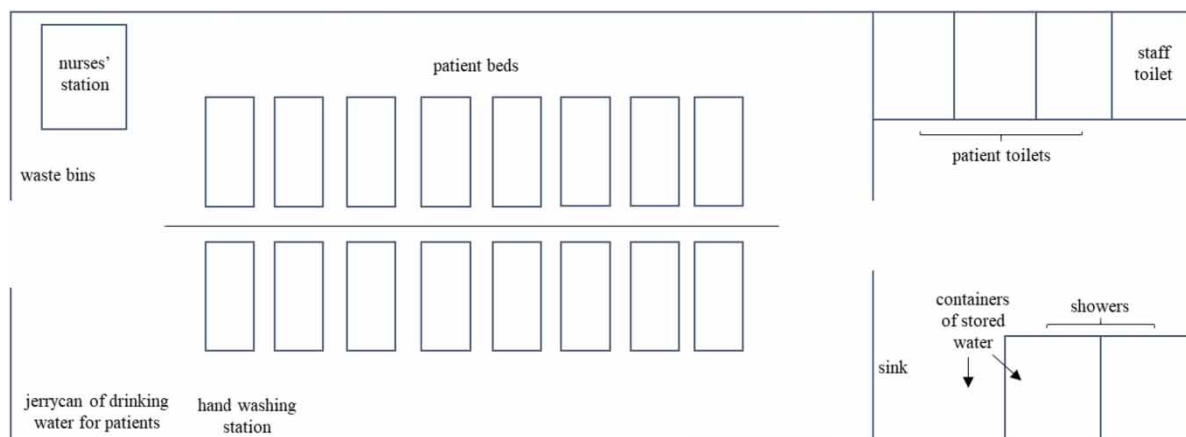 nurses'
station
patient beds
staff
toilet
patient toilets
waste bins
containers
of stored
water
showers
sink
jerrycan of drinking
water for patients
hand washing
station